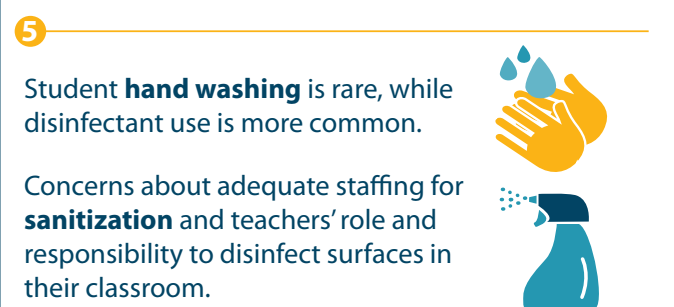 5
Student hand washing is rare, while
disinfectant use is more common.
Concerns about adequate staffing for
sanitization and teachers’ role and
responsibility to disinfect surfaces in
their classroom.